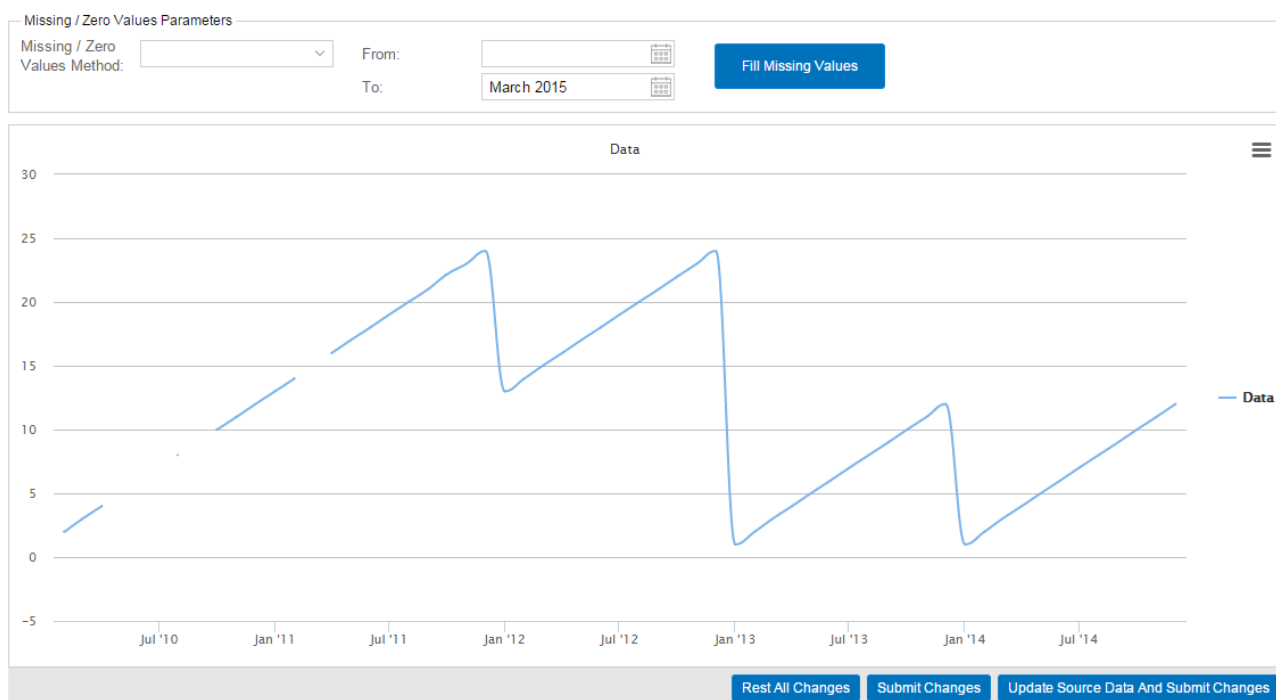 Missing / Zero Values Parameters
Missing / Zero
Values Method:
From:
Fill Missing Values
To:
March 2015
Data
30
25
20
15
10
5
0
−5
Data
Jul '10
Jan '11
Jul '11
Jan '12
Jul '12
Jan '13
Jul '13
Jan '14
Jul '14
Rest All Changes
Submit Changes
Update Source Data And Submit Changes